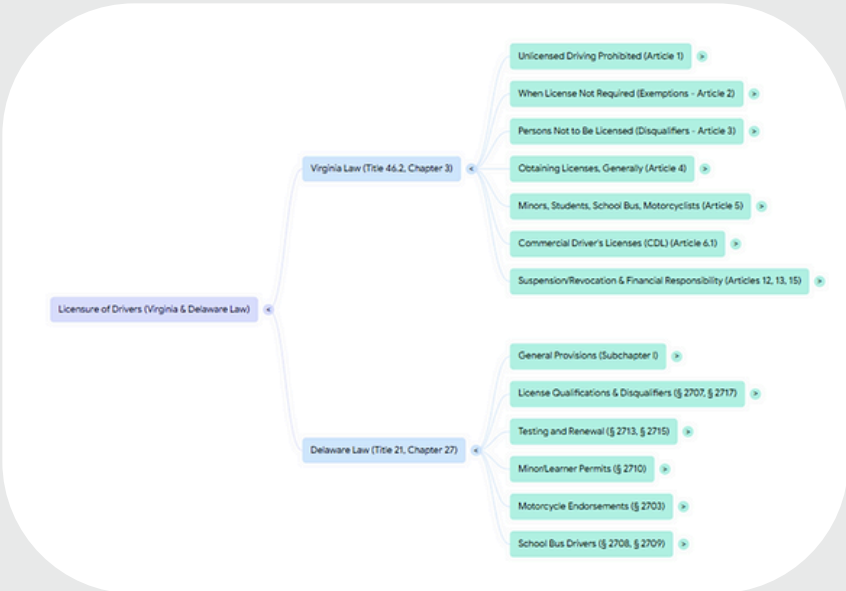 Licensure of Drivers (Virginia & Delaware Law)
Virginia Law (Title 46.2, Chapter 3)
Unlicensed Driving Prohibited (Article 1)
When License Not Required (Exemptions - Article 2)
Persons Not to Be Licensed (Disqualifiers - Article 3)
Obtaining Licenses, Generally (Article 4)
Minors, Students, School Bus, Motorcyclists (Article 5)
Commercial Driver's Licenses (CDL) (Article 6.1)
Suspension/Revocation & Financial Responsibility (Articles 12, 13, 15)
Delaware Law (Title 21, Chapter 27)
General Provisions (Subchapter I)
License Qualifications & Disqualifiers (§ 2707, § 2717)
Testing and Renewal (§ 2713, § 2715)
Minor/Learner Permits (§ 2710)
Motorcycle Endorsements (§ 2703)
School Bus Drivers (§ 2708, § 2709)